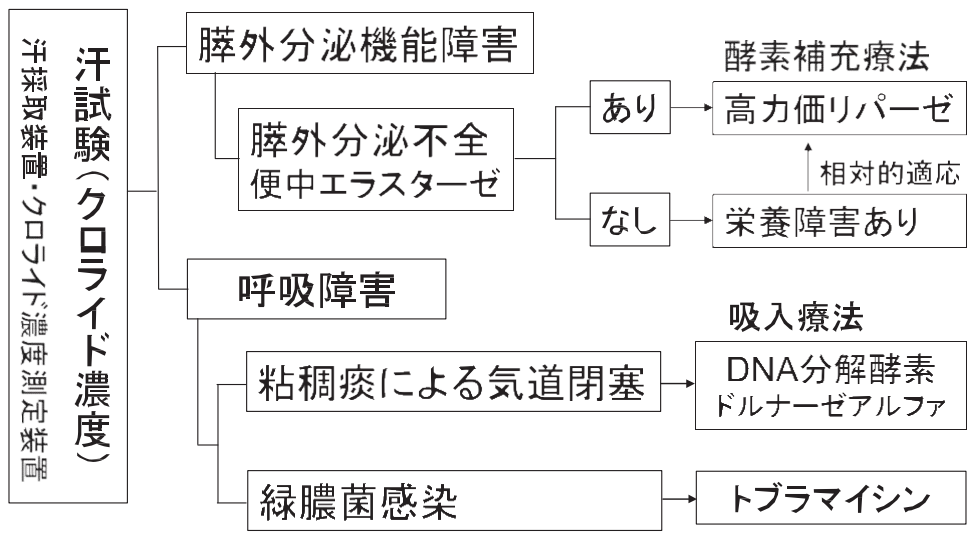 汗試験(クロライド濃度)
汗採取装置・クロライド濃度測定装置
膵外分泌機能障害
膵外分泌不全
便中エラスターゼ
あり
酵素補充療法
高力価リパーゼ
相対的適応
なし
栄養障害あり
呼吸障害
吸入療法
粘稠痰による気道閉塞
DNA分解酵素
ドルナーゼアルファ
緑膿菌感染
トブラマイシン